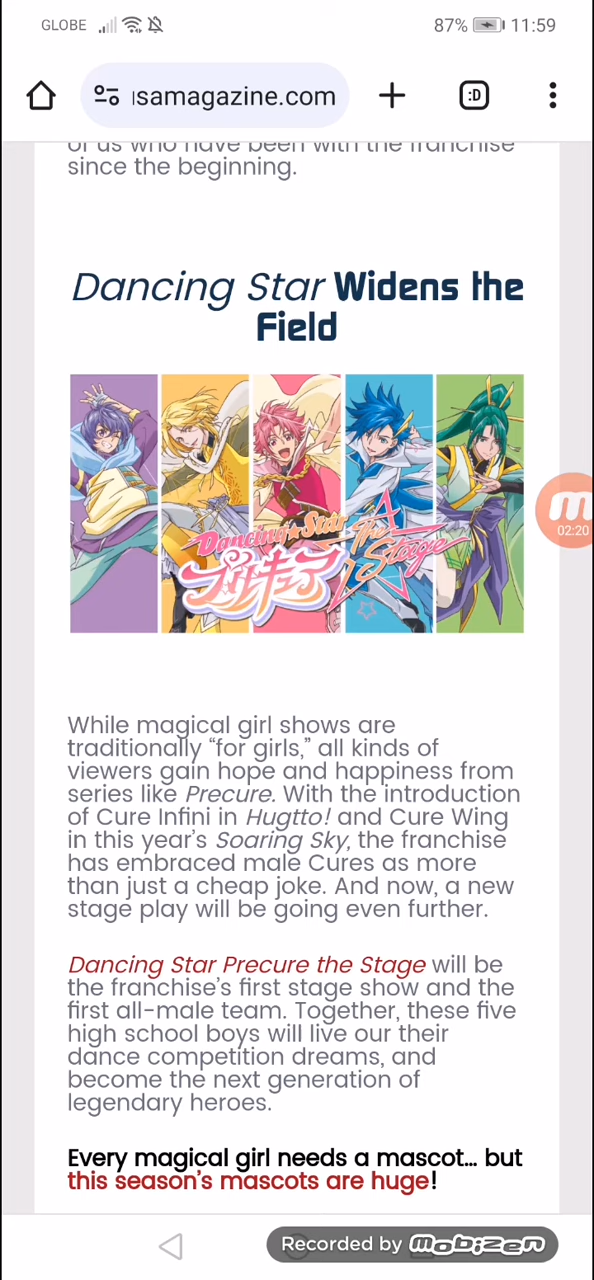 GLOBE
87% 11:59
ısamagazine.com
:D
of us who have been with the franchise
since the beginning.
Dancing Star Widens the
Field
Dancing★Star
The Stage
プリキュア
02:20
While magical girl shows are
traditionally “for girls,” all kinds of
viewers gain hope and happiness from
series like Precure. With the introduction
of Cure Infini in Hugtto! and Cure Wing
in this year’s Soaring Sky, the franchise
has embraced male Cures as more
than just a cheap joke. And now, a new
stage play will be going even further.
Dancing Star Precure the Stage will be
the franchise’s first stage show and the
first all-male team. Together, these five
high school boys will live our their
dance competition dreams, and
become the next generation of
legendary heroes.
Every magical girl needs a mascot... but
this season’s mascots are huge!
Recorded by mobizen